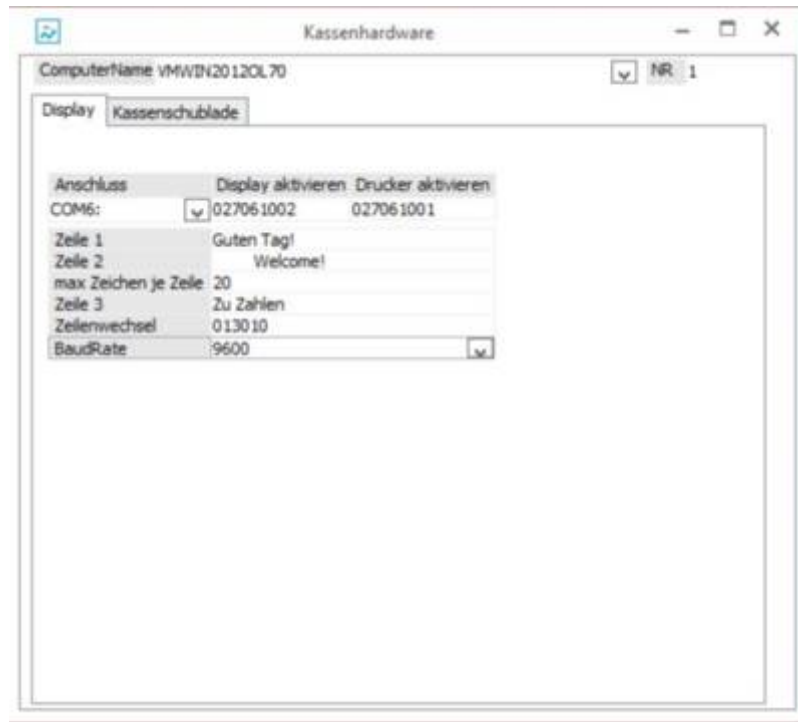 Kassenhardware
ComputerName VMWIN2012OL70 NR 1
Display Kassenschublade
Anschluss Display aktivieren Drucker aktivieren
COM6: 027061002 027061001
Zeile 1 Guten Tag!
Zeile 2 Welcome!
max Zeichen je Zeile 20
Zeile 3 Zu Zahlen
Zeilenwechsel 013010
BaudRate 9600